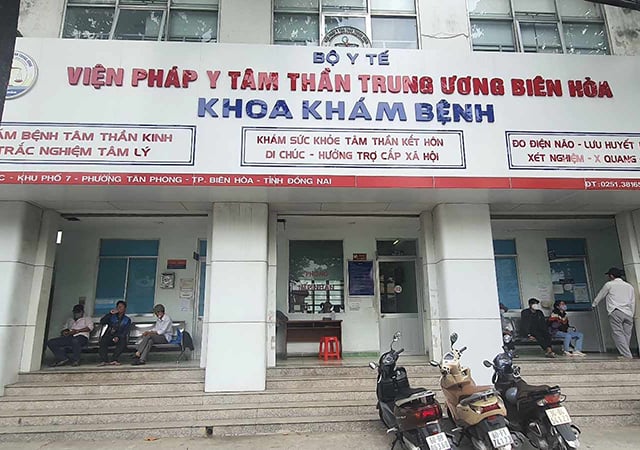 BỘ Y TẾ
VIỆN PHÁP Y TÂM THẦN TRUNG ƯƠNG BIÊN HÒA
KHOA KHÁM BỆNH
ÁM BỆNH TÂM THẦN KINH
TRẮC NGHIỆM TÂM LÝ
KHÁM SỨC KHỎE TÂM THẦN KẾT HÔN
DI CHÚC - HƯỞNG TRỢ CẤP XÃ HỘI
ĐO ĐIỆN NÃO - LƯU HUYẾT
XÉT NGHIỆM - X QUANG
C - KHU PHỐ 7 - PHƯỜNG TÂN PHONG - TP. BIÊN HÒA - TỈNH ĐỒNG NAI
ĐT: 0251.38165
PHÒNG